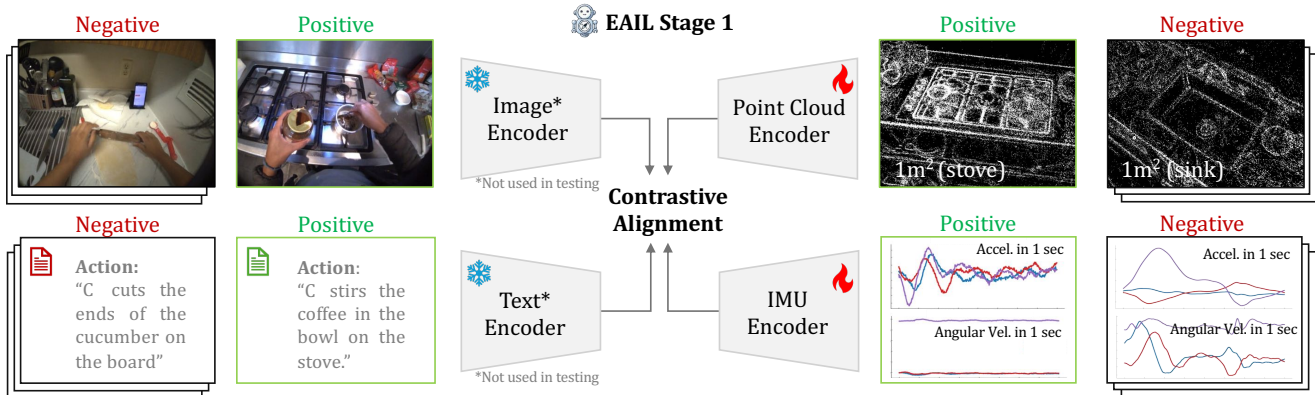 Negative
Positive
EAIL Stage 1
Positive
Negative
Image*
Encoder
*Not used in testing
Point Cloud
Encoder
1m² (stove)
1m² (sink)
Contrastive
Alignment
Negative
Positive
Positive
Negative
Action:
“C cuts the
ends of the
cucumber on
the board”
Action:
“C stirs the
coffee in the
bowl on the
stove.”
Text*
Encoder
*Not used in testing
IMU
Encoder
Accel. in 1 sec
Angular Vel. in 1 sec
Accel. in 1 sec
Angular Vel. in 1 sec